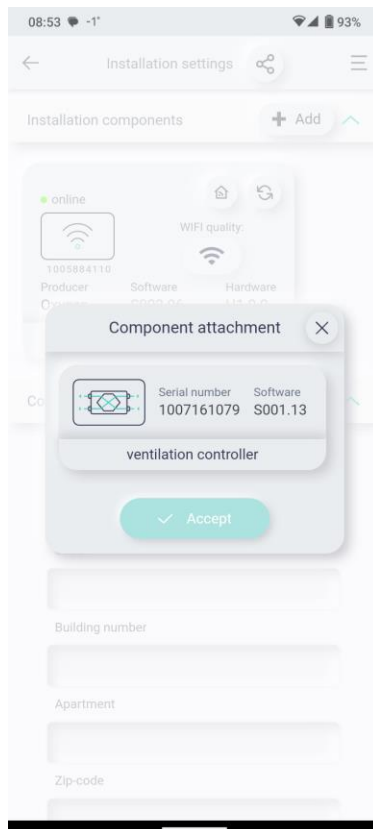 08:53 -1° 93%
Installation settings
Installation components Add
online
WIFI quality:
1005884110
Producer Software Hardware
Component attachment
Serial number Software
1007161079 S001.13
ventilation controller
Accept
Building number
Apartment
Zip-code